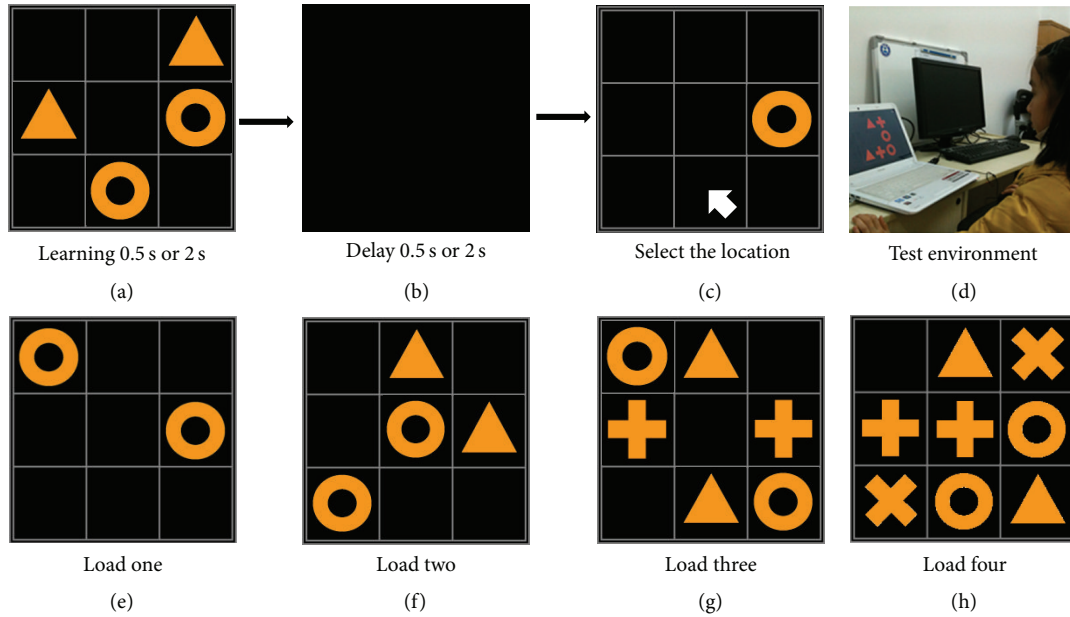 Learning 0.5 s or 2 s
Delay 0.5 s or 2 s
Select the location
Test environment
(a)
(b)
(c)
(d)
Load one
Load two
Load three
Load four
(e)
(f)
(g)
(h)